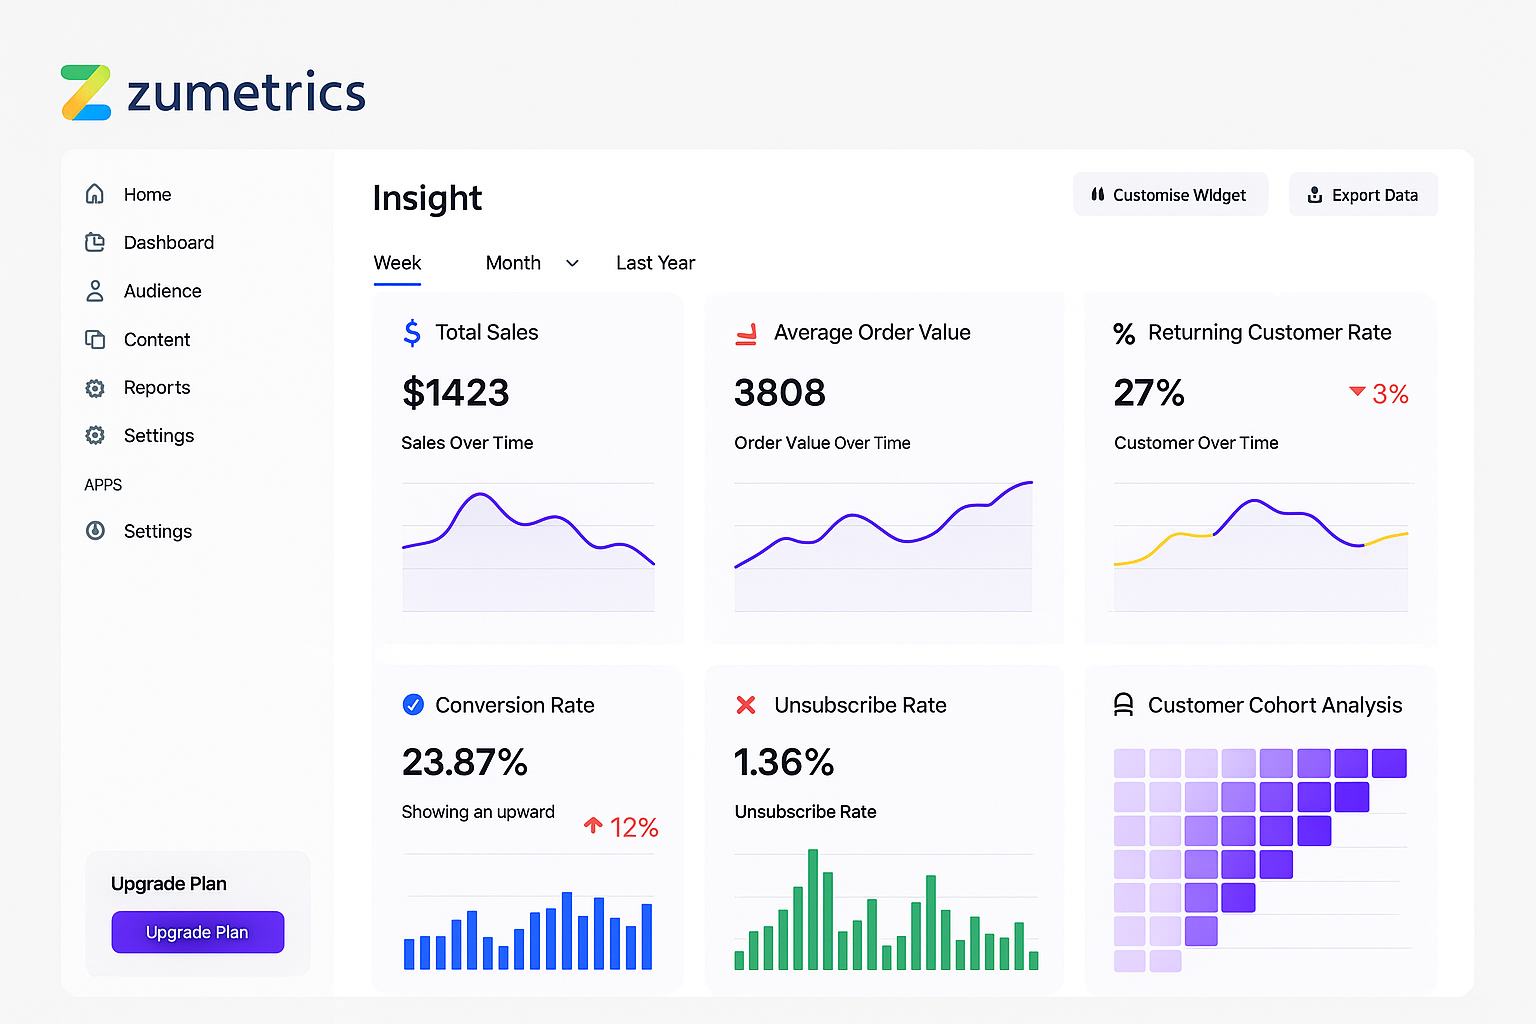 zumetrics
Home
Dashboard
Audience
Content
Reports
Settings
APPS
Settings
Upgrade Plan
Upgrade Plan
Insight
Customise WIdget
Export Data
Week
Month
Last Year
$ Total Sales
$1423
Sales Over Time
Average Order Value
3808
Order Value Over Time
% Returning Customer Rate
27%
3%
Customer Over Time
Conversion Rate
23.87%
Showing an upward
12%
Unsubscribe Rate
1.36%
Unsubscribe Rate
Customer Cohort Analysis